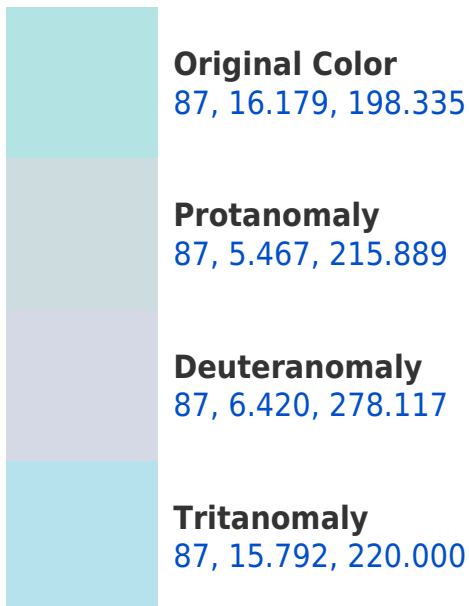 Original Color
87, 16.179, 198.335
Protanomaly
87, 5.467, 215.889
Deuteranomaly
87, 6.420, 278.117
Tritanomaly
87, 15.792, 220.000